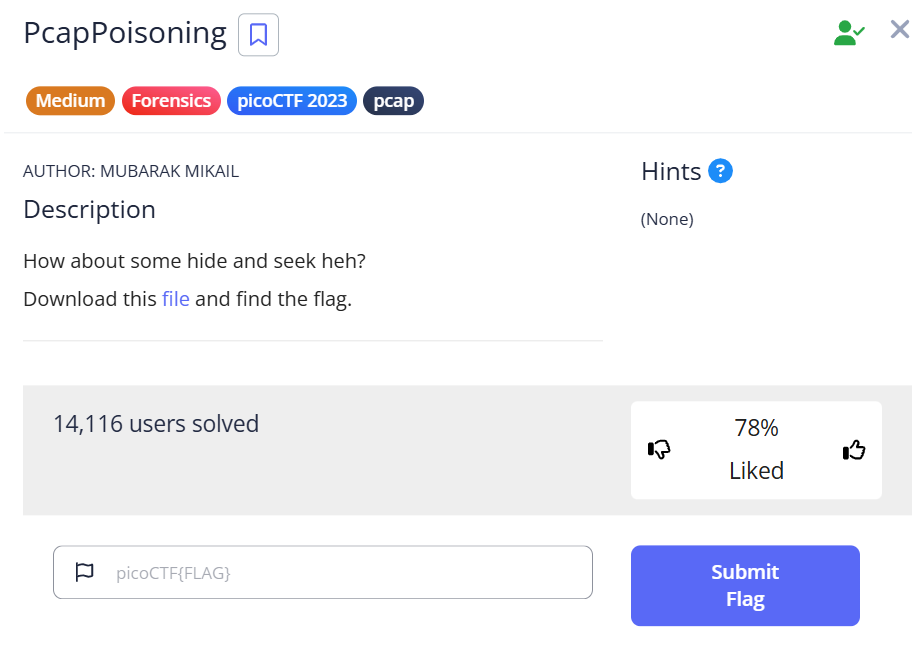 PcapPoisoning
Medium Forensics picoCTF 2023 pcap
AUTHOR: MUBARAK MIKAIL
Description
How about some hide and seek heh?
Download this file and find the flag.
Hints ?
(None)
14,116 users solved
78%
Liked
picoCTF{FLAG}
Submit
Flag